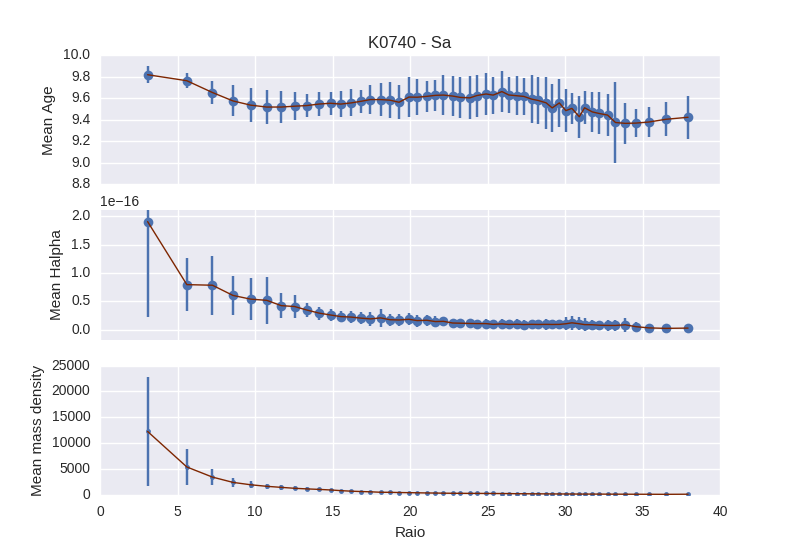 K0740 - Sa
10.0
9.8
9.6
9.4
9.2
9.0
8.8
Mean Age
1e−16
2.0
1.5
1.0
0.5
0.0
Mean Halpha
25000
20000
15000
10000
5000
0
Mean mass density
0 5 10 15 20 25 30 35 40
Raio